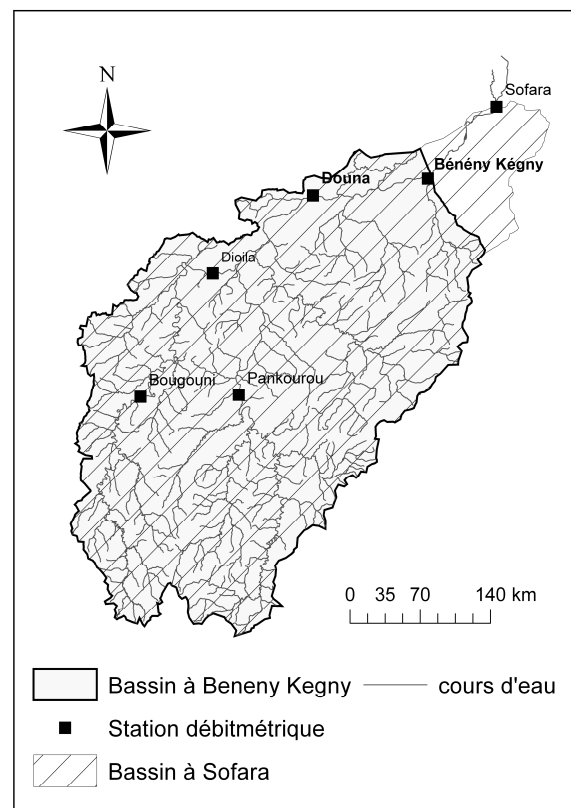 N
Sofara
Bénény Kégny
Douna
Dioila
Bougouni
Pankourou
0 35 70 140 km
Bassin à Beneny Kegny
cours d'eau
Station débitmétrique
Bassin à Sofara